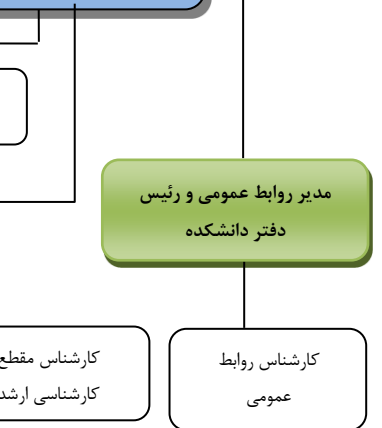 مدیر روابط عمومی و رئیس
دفتر دانشکده
کارشناس روابط
عمومی
کارشناس مقطع
کارشناسی ارشد